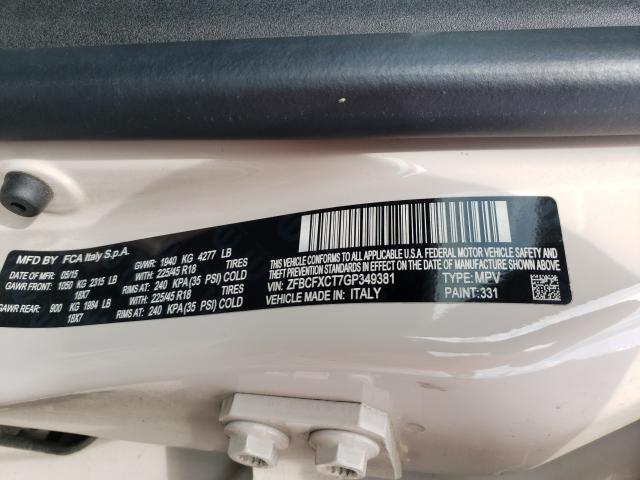 MFD BY FCA Italy S.p.A.
DATE OF MFR: 05/15 GVWR: 1940 KG 4277 LB
GAWR FRONT: 1050 KG 2315 LB WITH: 225/45 R18 TIRES
18X7 RIMS AT: 240 KPA(35 PSI) COLD
GAWR REAR: 900 KG 1984 LB WITH: 225/45 R18 TIRES
18X7 RIMS AT: 240 KPA(35 PSI) COLD
THIS VEHICLE CONFORMS TO ALL APPLICABLE U.S.A. FEDERAL MOTOR VEHICLE SAFETY
BUMPER, AND THEFT PREVENTION STANDARDS IN EFFECT ON THE DATE OF MANUFACTURE SHOWN ABOVE.
VIN: ZFBCFXCT7GP349381 TYPE: MPV
VEHICLE MADE IN: ITALY PAINT: 331